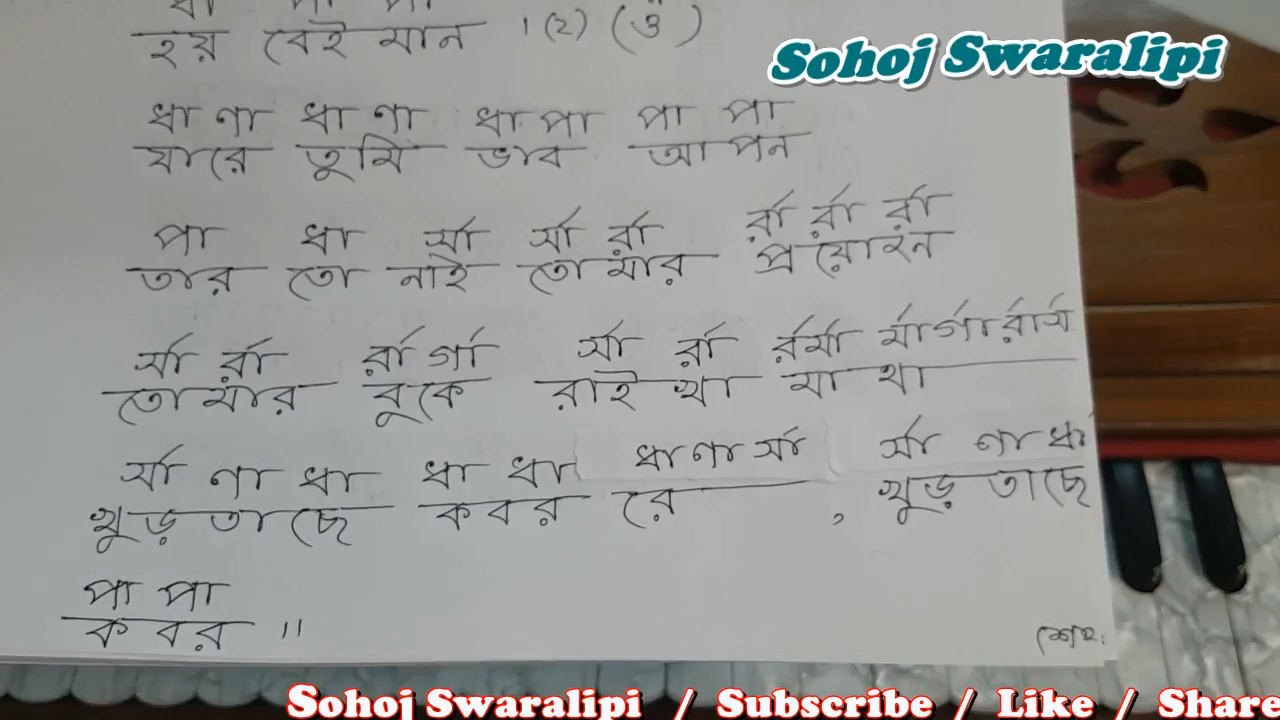 ধা পা পা
হয় বেইমান । (২) (ঐ)
Sohoj Swaralipi
ধা ণা ধা ণা ধা পা পা পা
যারে তুমি ভাব আপন
পা ধা র্সা র্সা র্রা র্রা র্রা র্রা
তার তো নাই তোমার প্রয়োজন
র্সা র্রা র্রা র্গা র্সা র্রা র্রর্মা র্মার্গার্রার্স
তোমার বুকে রাইখা মাথা
র্সা ণা ধা ধা ধা ধাণার্সা র্সা ণা ধা
খুড়তাছে কবর রে , খুড়তাছে
পা পা
কবর ।।
শেষ।
Sohoj Swaralipi / Subscribe / Like / Share